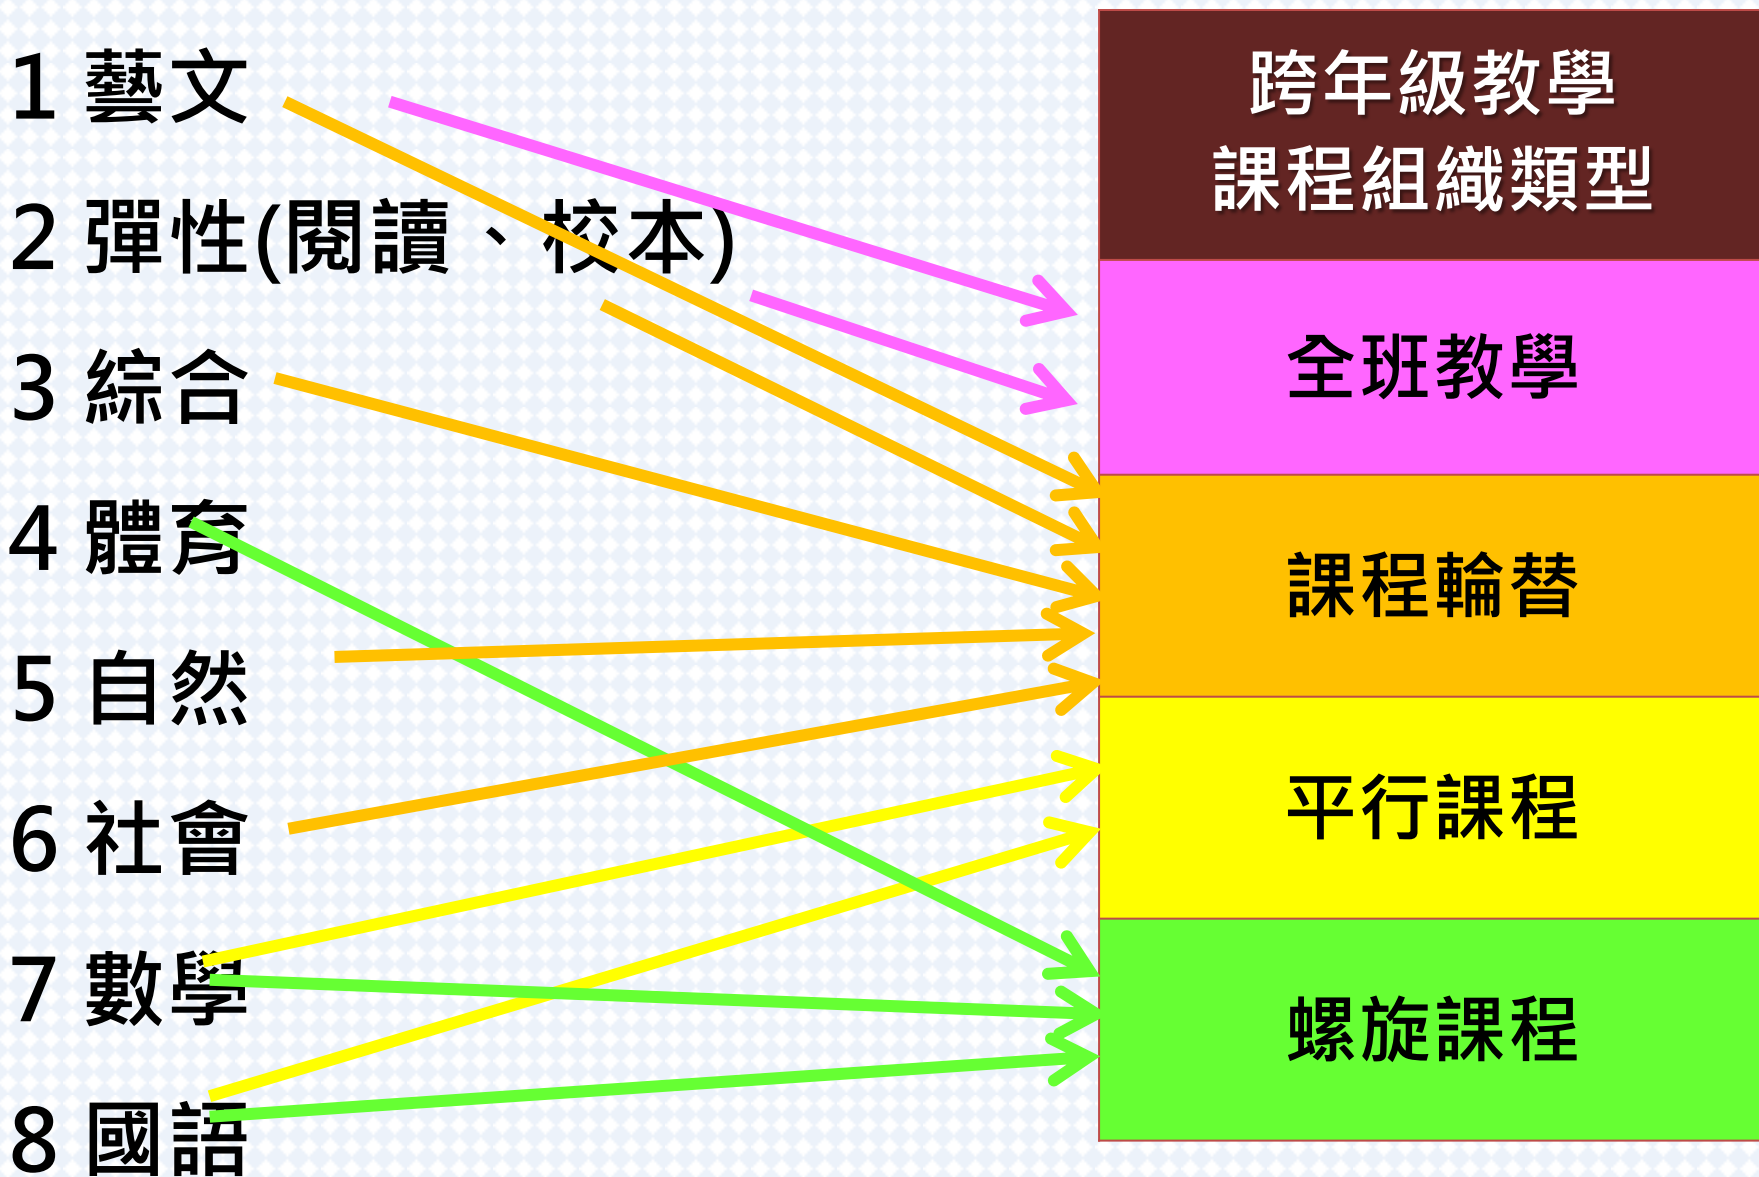 1 藝文
2 彈性(閱讀、校本)
3 綜合
4 體育
5 自然
6 社會
7 數學
8 國語
跨年級教學
課程組織類型
全班教學
課程輪替
平行課程
螺旋課程